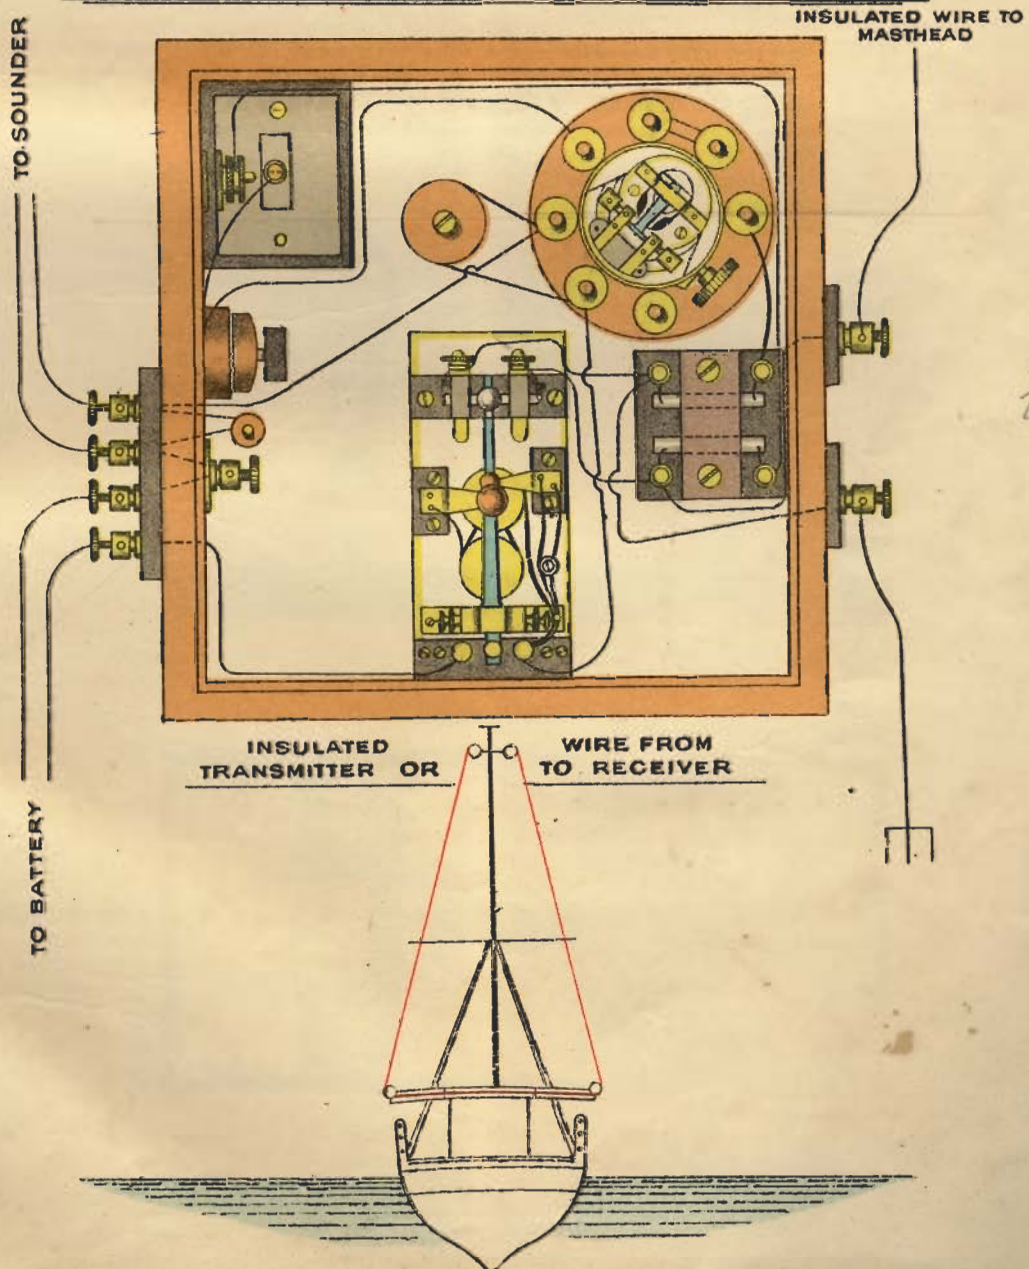 INSULATED WIRE TO
MASTHEAD
TO SOUNDER
INSULATED
TRANSMITTER OR
WIRE FROM
TO RECEIVER
TO BATTERY